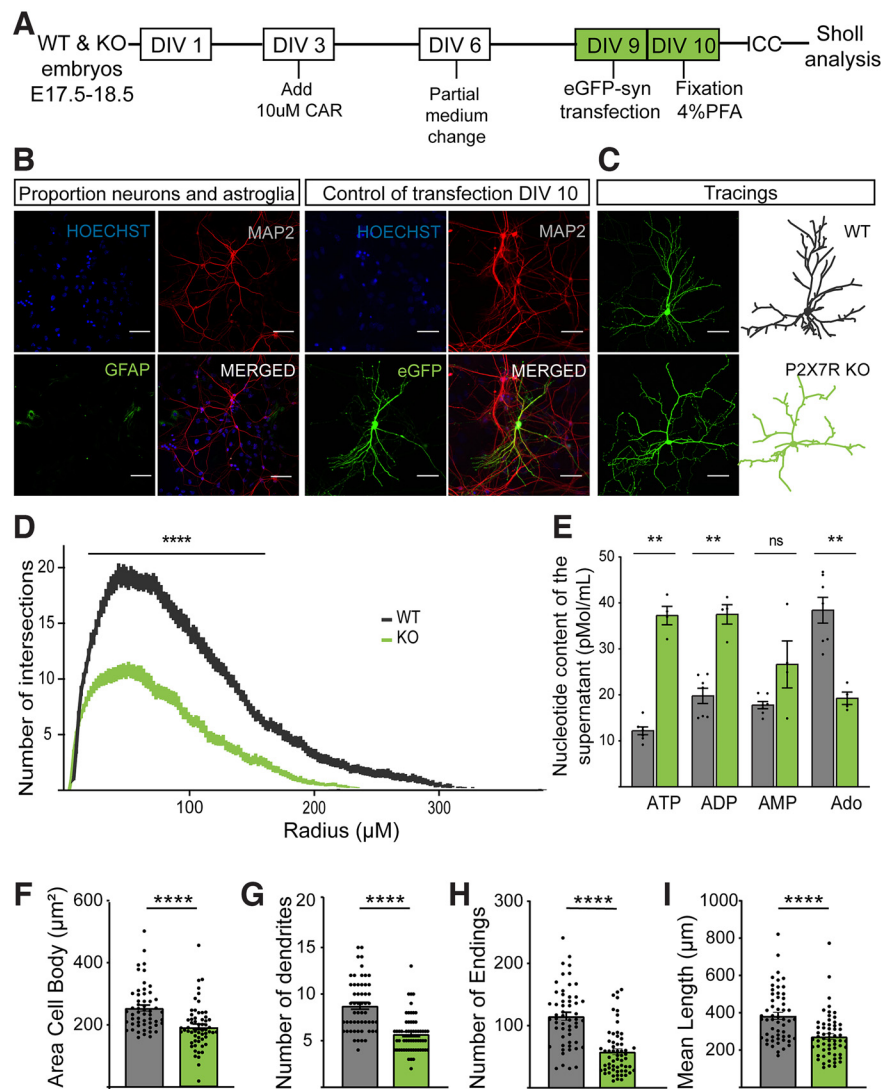 A
WT & KO
embryos
E17.5-18.5
DIV 1
DIV 3
DIV 6
DIV 9
DIV 10
ICC
Sholl
analysis
Add
10uM CAR
Partial
medium
change
eGFP-syn
transfection
Fixation
4%PFA
B
Proportion neurons and astroglia
Control of transfection DIV 10
HOECHST
MAP2
HOECHST
MAP2
GFAP
MERGED
eGFP
MERGED
C
Tracings
WT
P2X7R KO
D
Number of intersections
20
15
10
5
****
WT
KO
100
200
300
Radius (µM)
E
Nucleotide content of the
supernatant (pMol/mL)
50
40
30
20
10
**
**
ns
**
ATP
ADP
AMP
Ado
F
Area Cell Body (µm²)
600
400
200
****
G
Number of dendrites
20
15
10
5
****
H
Number of Endings
300
200
100
****
I
Mean Length (µm)
1000
800
600
400
200
****